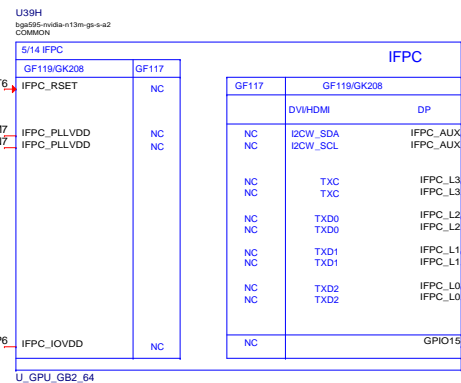 U39H
bga595-nvidia-n13m-gs-s-a2
COMMON
5/14 IFPC
IFPC
GF119/GK208 GF117
IFPC_RSET NC
GF117 GF119/GK208
DVI/HDMI DP
IFPC_PLLVDD NC
IFPC_PLLVDD NC
NC I2CW_SDA IFPC_AUX
NC I2CW_SCL IFPC_AUX
NC TXC IFPC_L3
NC TXC IFPC_L3
NC TXD0 IFPC_L2
NC TXD0 IFPC_L2
NC TXD1 IFPC_L1
NC TXD1 IFPC_L1
NC TXD2 IFPC_L0
NC TXD2 IFPC_L0
IFPC_IOVDD NC
NC GPIO15
U_GPU_GB2_64